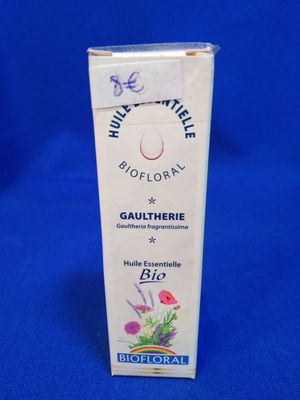 8€
HUILE ESSENTIELLE
BIOFLORAL
*
GAULTHERIE
Gaultheria fragrantissima
*
Huile Essentielle
Bio
BIOFLORAL